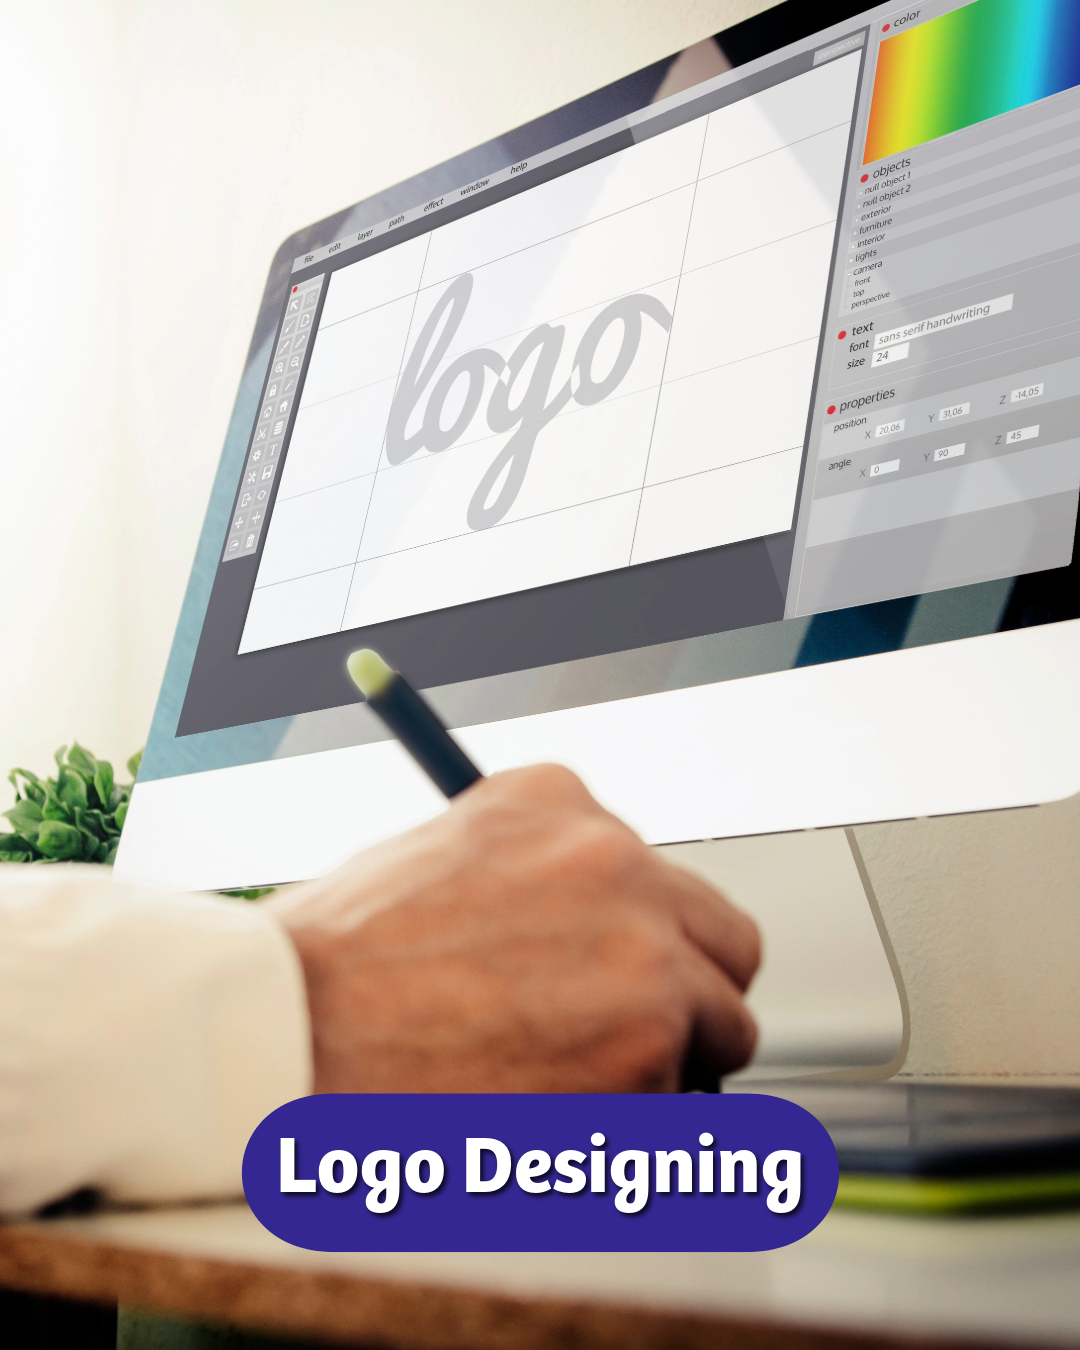 color
perspective
file edit layer path effect window help
logo
objects
null object 1
null object 2
exterior
furniture
interior
lights
camera
front
top
perspective
text
font sans serif handwriting
size 24
properties
position
X 20,06 Y 31,06 Z -14,05
angle
X 0 Y 90 Z 45
Logo Designing